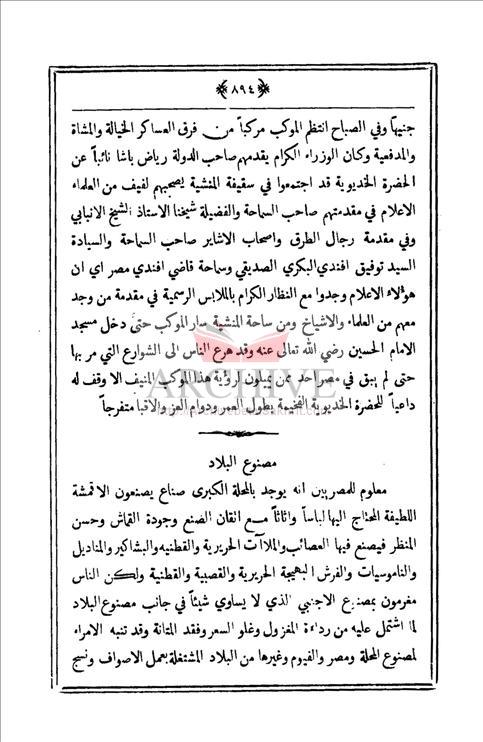 ٨٩٤
جنيهاً وفي الصباح انتظم الموكب مركباً من فرق العساكر الخيالة والمشاة
والمدفعية وكان الوزراء الكرام يقدمهم صاحب الدولة رياض باشا نائباً عن
الحضرة الخديوية قد اجتمعوا في سقيفة المنشية يصحبهم لفيف من العلماء
الاعلام في مقدمتهم صاحب السماحة والفضيلة شيخنا الاستاذ الشيخ الانبابي
وفي مقدمة رجال الطرق واصحاب الاشاير صاحب السماحة والسيادة
السيد توفيق افندي البكري الصديقي وسماحة قاضي افندي مصر اي ان
هؤلاء الاعلام وجدوا مع النظار الكرام بالملابس الرسمية في مقدمة من وجد
معهم من العلماء والاشياخ ومن ساحة المنشية سار الموكب حتى دخل مسجد
الامام الحسين رضي الله تعالى عنه وقد هرع الناس الى الشوارع التي مر بها
حتى لم يبق في مصر احد ممن يميلون لرؤية هذا الموكب المنيف الا وقف له
داعياً للحضرة الخديوية الفخيمة بطول العمر ودوام العز والاقبا متفرجاً
ARCHIVE
مصنوع البلاد
معلوم للمصريين انه يوجد بالمحلة الكبرى صناع يصنعون الاقمشة
اللطيفة المحتاج اليها لباساً واثاثاً مع اتقان الصنع وجودة القماش وحسن
المنظر فيصنع فيها العصائب والملاآت الحريرية والقطنيه والبشاكير والمناديل
والناموسيات والفرش البهيجة الحريرية والقصبية والقطنية ولكن الناس
مغرمون بمصنوع الاجنبي الذي لا يساوي شيئاً في جانب مصنوع البلاد
لما اشتمل عليه من رداءة المغزول وغلو السعر وفقد المتانة وقد تنبه الامراء
لمصنوع المحلة ومصر والفيوم وغيرها من البلاد المشتغلة بعمل الاصواف ونسج